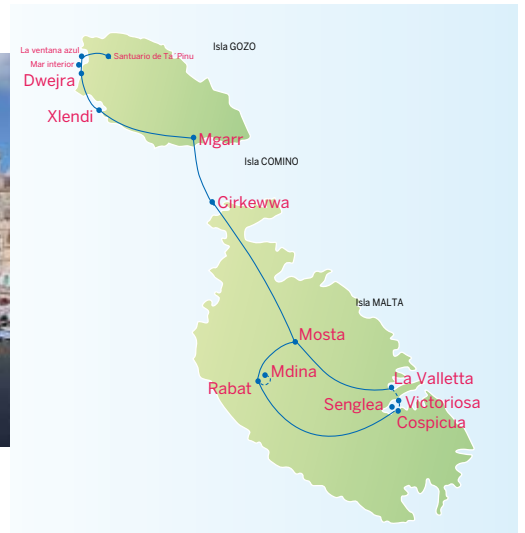 Isla GOZO
La ventana azul
Santuario de Ta´Pinu
Mar interior
Dwejra
Xlendi
Mgarr
Isla COMINO
Cirkewwa
Isla MALTA
Mosta
Mdina
Rabat
La Valletta
Senglea
Victoriosa
Cospicua